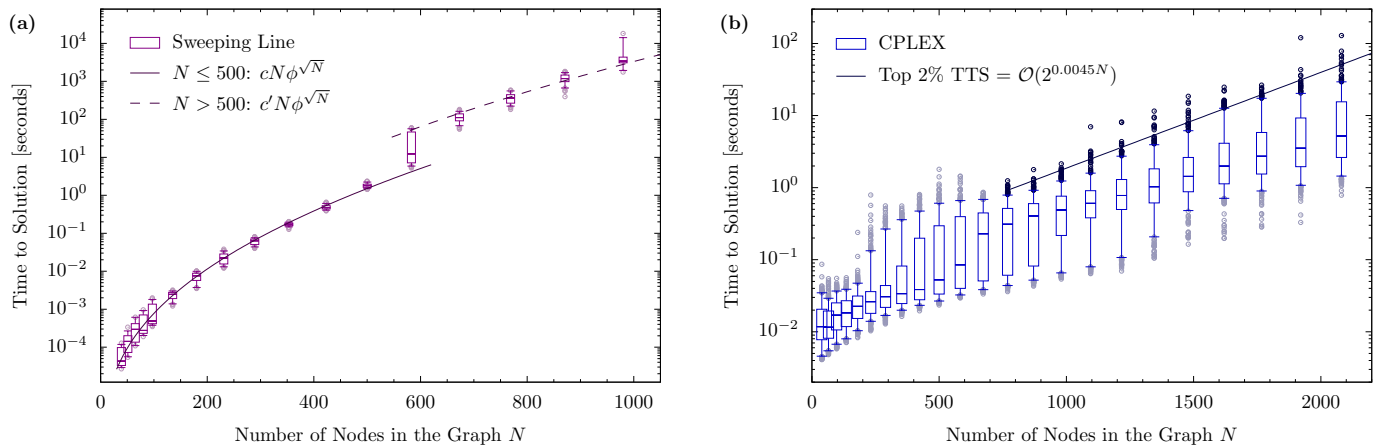 (a)
Time to Solution [seconds]
10^4
10^3
10^2
10^1
10^0
10^−1
10^−2
10^−3
10^−4
Sweeping Line
N ≤ 500: cNϕ^√N
N > 500: c′Nϕ^√N
0 200 400 600 800 1000
Number of Nodes in the Graph N
(b)
Time to Solution [seconds]
10^2
10^1
10^0
10^−1
10^−2
CPLEX
Top 2% TTS = 𝒪(2^0.0045N)
0 500 1000 1500 2000
Number of Nodes in the Graph N